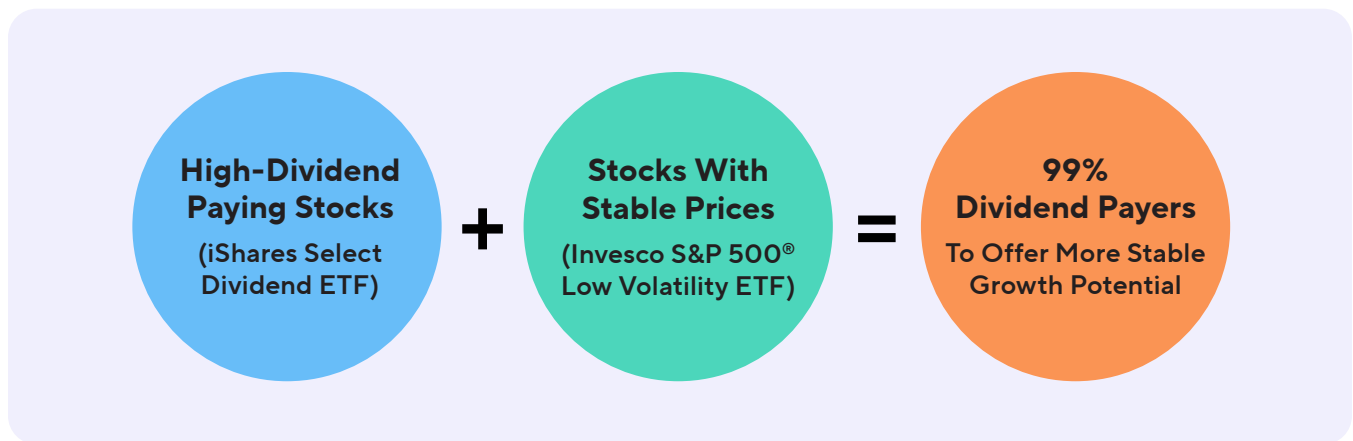 High-Dividend
Paying Stocks
(iShares Select
Dividend ETF)
+
Stocks With
Stable Prices
(Invesco S&P 500®
Low Volatility ETF)
=
99%
Dividend Payers
To Offer More Stable
Growth Potential